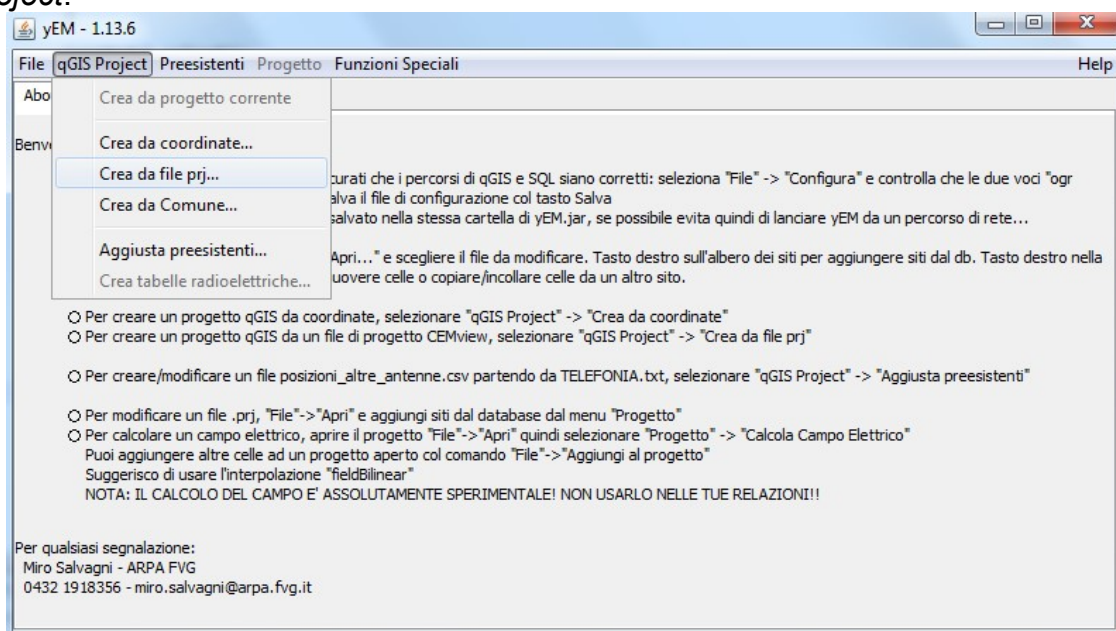 oject.
yEM - 1.13.6
File qGIS Project Preesistenti Progetto Funzioni Speciali Help
Abo
Crea da progetto corrente
Benv
Crea da coordinate...
Crea da file prj...
Crea da Comune...
Aggiusta preesistenti...
Crea tabelle radioelettriche...
curati che i percorsi di qGIS e SQL siano corretti: seleziona "File" -> "Configura" e controlla che le due voci "ogr
alva il file di configurazione col tasto Salva
salvato nella stessa cartella di yEM.jar, se possibile evita quindi di lanciare yEM da un percorso di rete...
Apri..." e scegliere il file da modificare. Tasto destro sull'albero dei siti per aggiungere siti dal db. Tasto destro nella
uovere celle o copiare/incollare celle da un altro sito.
Per creare un progetto qGIS da coordinate, selezionare "qGIS Project" -> "Crea da coordinate"
Per creare un progetto qGIS da un file di progetto CEMview, selezionare "qGIS Project" -> "Crea da file prj"
Per creare/modificare un file posizioni_altre_antenne.csv partendo da TELEFONIA.txt, selezionare "qGIS Project" -> "Aggiusta preesistenti"
Per modificare un file .prj, "File"->"Apri" e aggiungi siti dal database dal menu "Progetto"
Per calcolare un campo elettrico, aprire il progetto "File"->"Apri" quindi selezionare "Progetto" -> "Calcola Campo Elettrico"
Puoi aggiungere altre celle ad un progetto aperto col comando "File"->"Aggiungi al progetto"
Suggerisco di usare l'interpolazione "fieldBilinear"
NOTA: IL CALCOLO DEL CAMPO E' ASSOLUTAMENTE SPERIMENTALE! NON USARLO NELLE TUE RELAZIONI!!
Per qualsiasi segnalazione:
Miro Salvagni - ARPA FVG
0432 1918356 - miro.salvagni@arpa.fvg.it